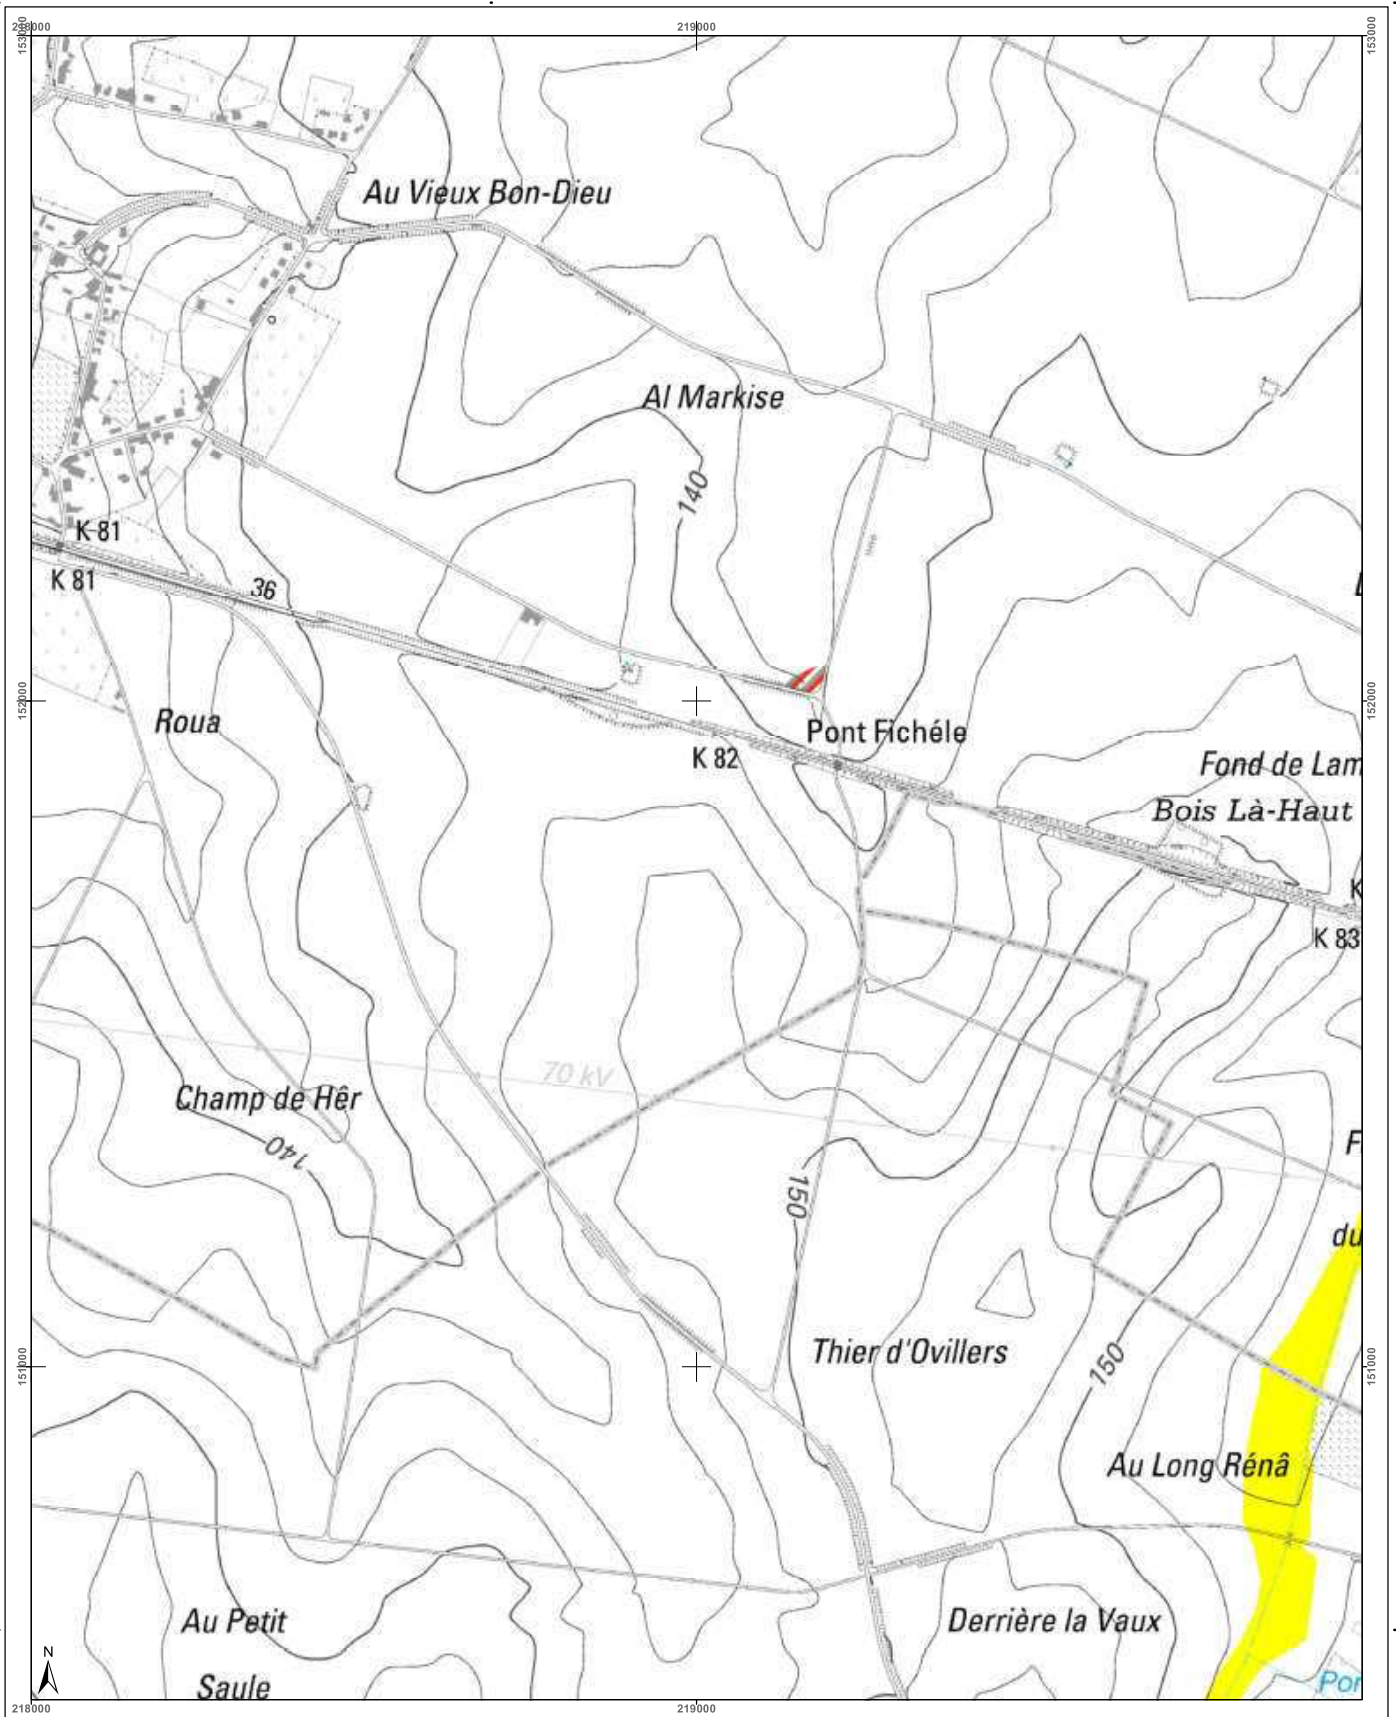 218000
219000
153000
153000
Au Vieux Bon-Dieu
Al Markise
140
K 81
K 81
36
152000
152000
Roua
Pont Fichéle
K 82
Fond de Lam
Bois Là-Haut
K
K 83
70 kV
Champ de Hêr
140
150
F
du
151000
151000
Thier d'Ovillers
150
Au Long Rénâ
Au Petit
Saule
Derrière la Vaux
N
Por
218000
219000